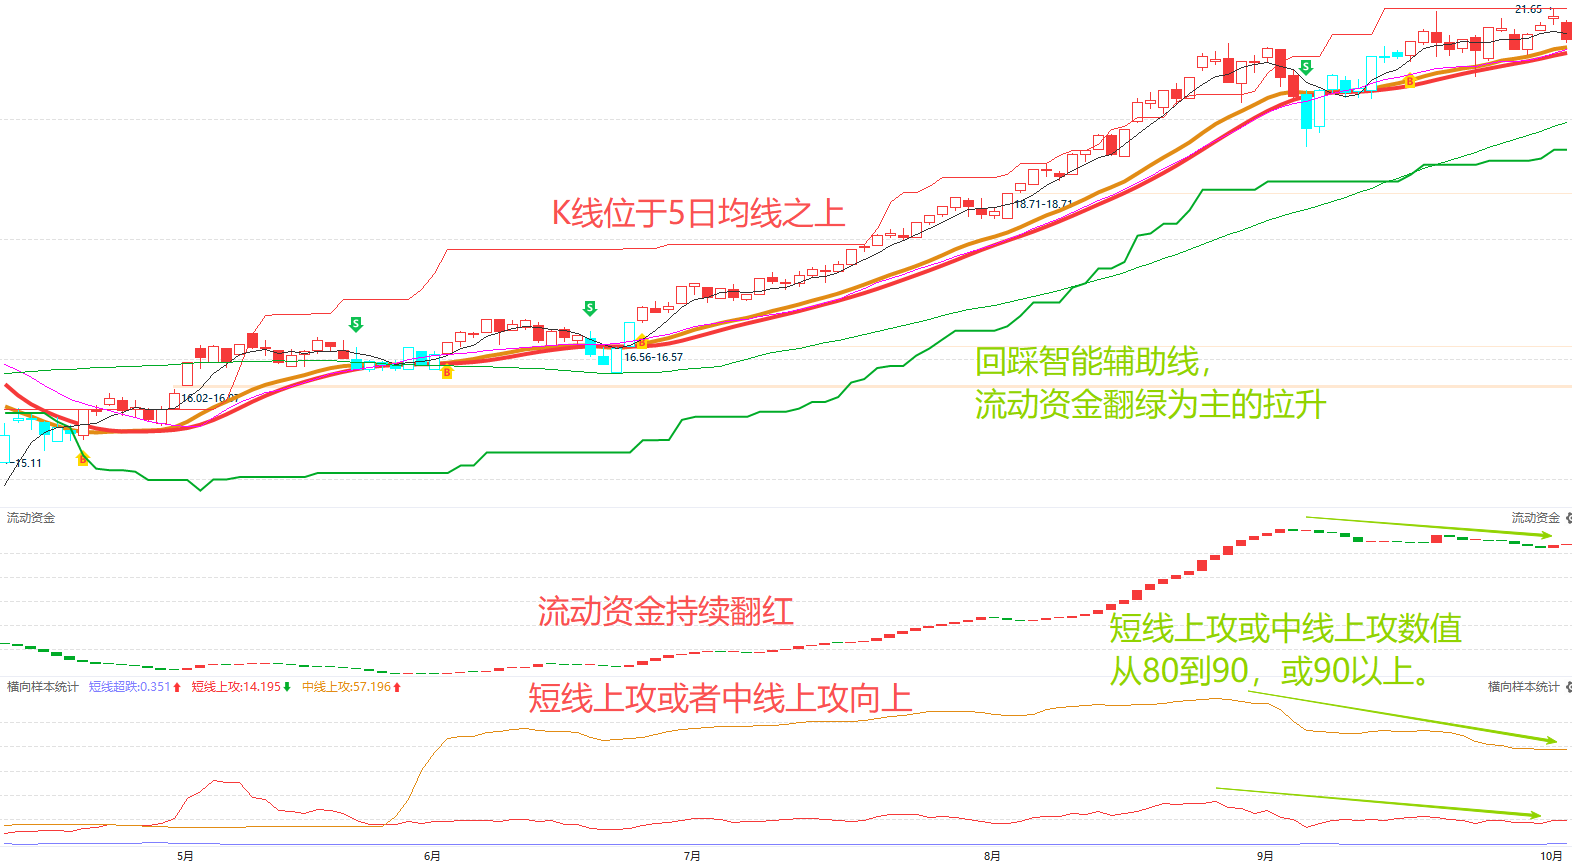 21.65
S
K线位于5日均线之上
18.71-18.71
S
S
B
B
16.56-16.57
B
回踩智能辅助线，
流动资金翻绿为主的拉升
16.02-16.07
15.11
B
流动资金
流动资金
流动资金持续翻红
短线上攻或中线上攻数值
从80到90，或90以上。
横向样本统计 短线超跌:0.351 短线上攻:14.195 中线上攻:57.196
横向样本统计
短线上攻或者中线上攻向上
5月 6月 7月 8月 9月 10月